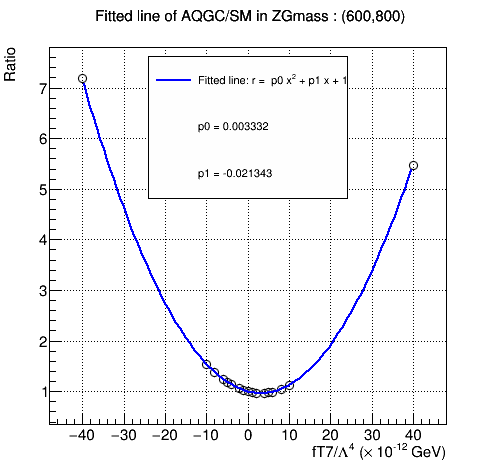 Fitted line of AQGC/SM in ZGmass : (600,800)
Ratio
Fitted line: r = p0 x² + p1 x + 1
p0 = 0.003332
p1 = -0.021343
7
6
5
4
3
2
1
−40 −30 −20 −10 0 10 20 30 40
fT7/Λ⁴ (× 10⁻¹² GeV)